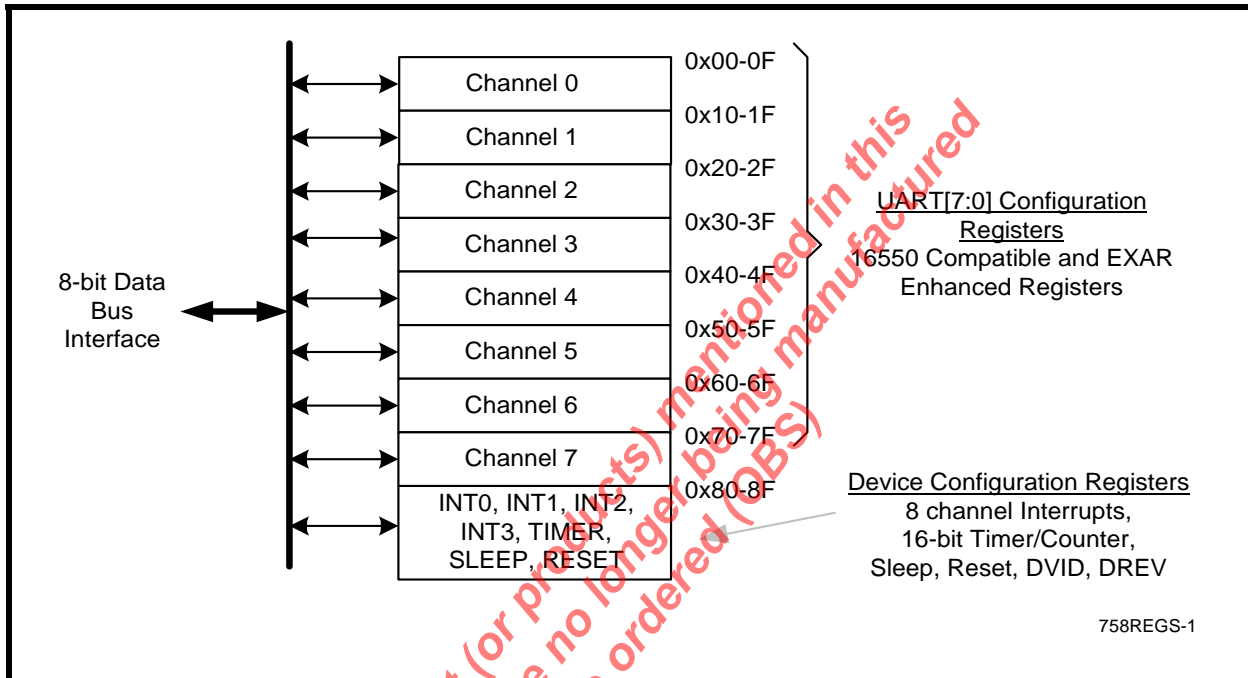 8-bit Data
Bus
Interface
Channel 0
Channel 1
Channel 2
Channel 3
Channel 4
Channel 5
Channel 6
Channel 7
INT0, INT1, INT2,
INT3, TIMER,
SLEEP, RESET
0x00-0F
0x10-1F
0x20-2F
0x30-3F
0x40-4F
0x50-5F
0x60-6F
0x70-7F
0x80-8F
UART[7:0] Configuration
Registers
16550 Compatible and EXAR
Enhanced Registers
Device Configuration Registers
8 channel Interrupts,
16-bit Timer/Counter,
Sleep, Reset, DVID, DREV
758REGS-1
(or products) mentioned in this
no longer being manufactured
ordered (OBS)